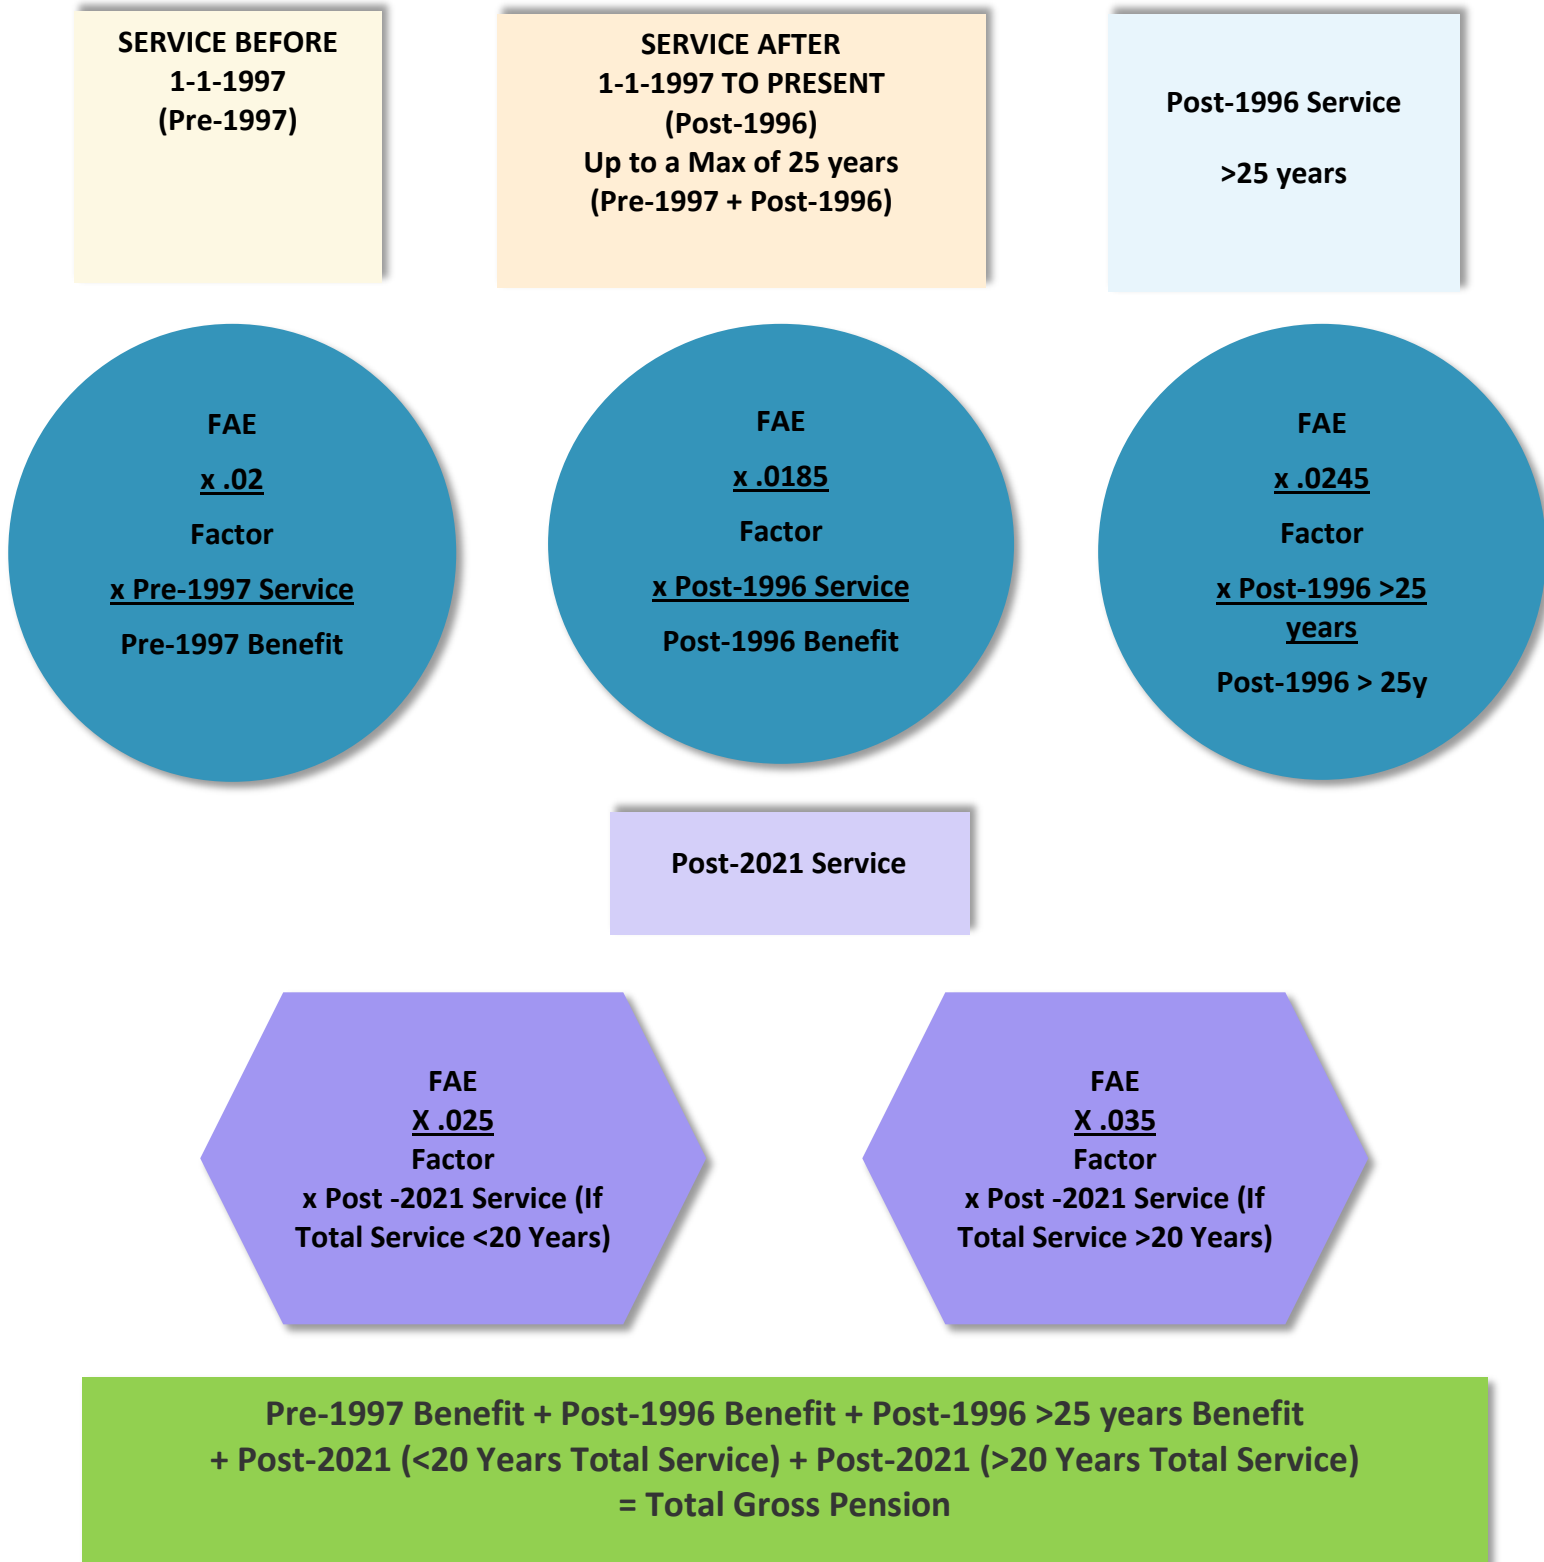 SERVICE BEFORE
1-1-1997
(Pre-1997)
SERVICE AFTER
1-1-1997 TO PRESENT
(Post-1996)
Up to a Max of 25 years
(Pre-1997 + Post-1996)
Post-1996 Service
>25 years
FAE
x .02
Factor
x Pre-1997 Service
Pre-1997 Benefit
FAE
x .0185
Factor
x Post-1996 Service
Post-1996 Benefit
FAE
x .0245
Factor
x Post-1996 >25
years
Post-1996 > 25y
Post-2021 Service
FAE
X .025
Factor
x Post -2021 Service (If
Total Service <20 Years)
FAE
X .035
Factor
x Post -2021 Service (If
Total Service >20 Years)
Pre-1997 Benefit + Post-1996 Benefit + Post-1996 >25 years Benefit
+ Post-2021 (<20 Years Total Service) + Post-2021 (>20 Years Total Service)
= Total Gross Pension